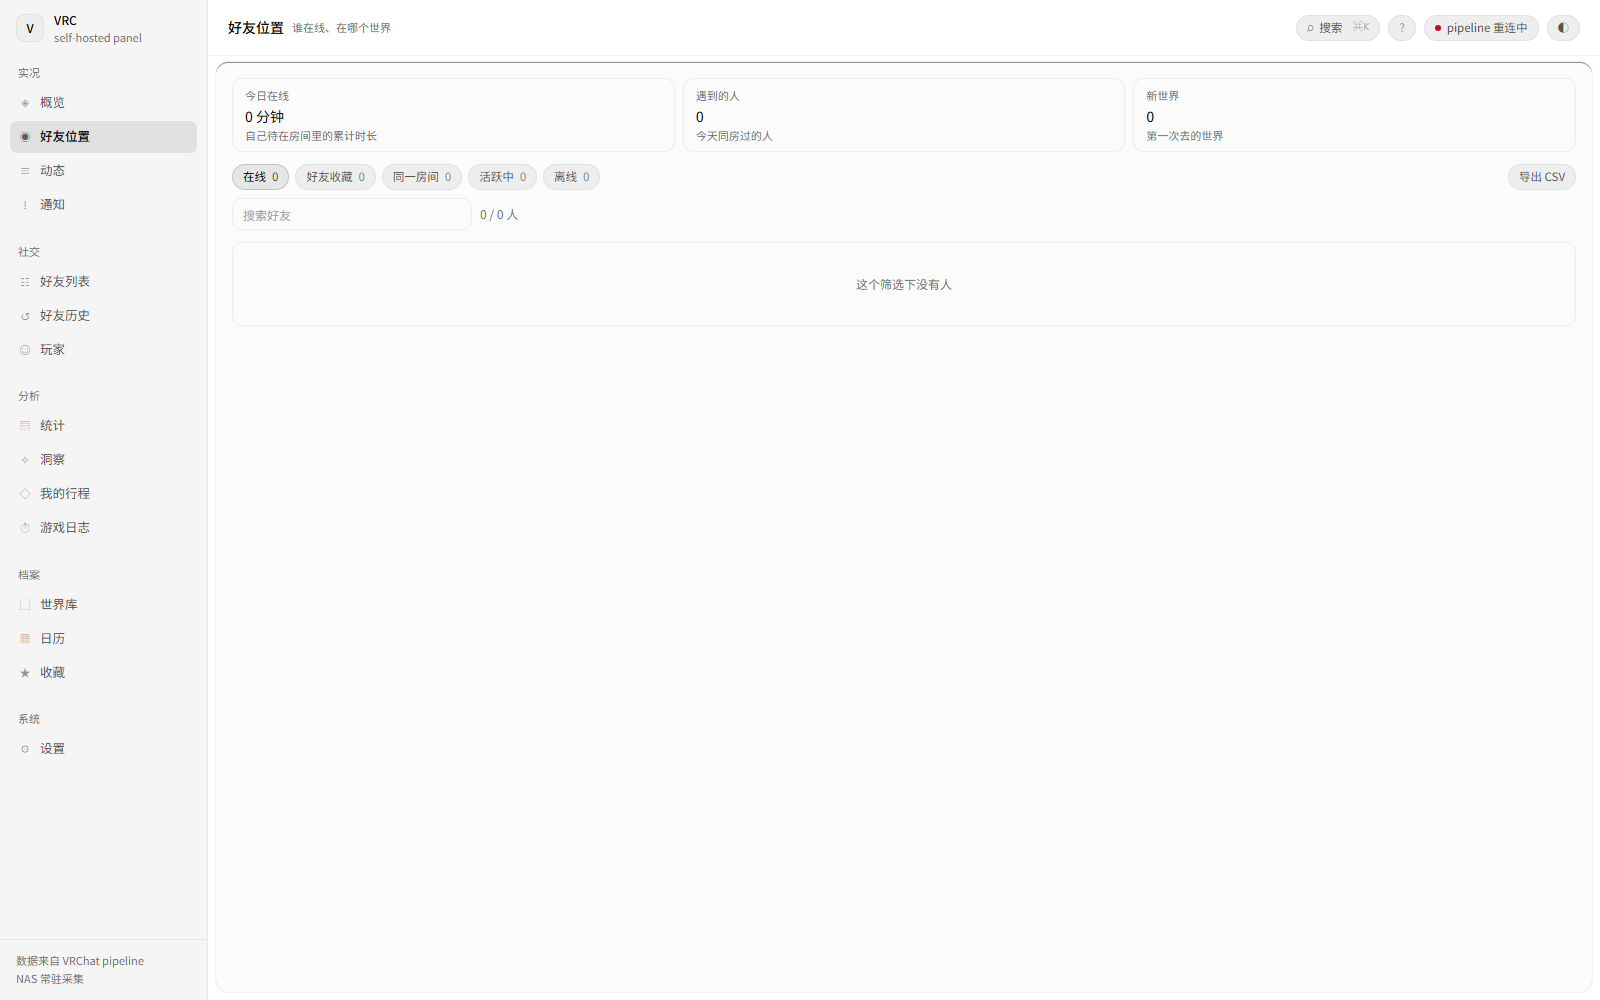 V
VRC
self-hosted panel
实况
概览
好友位置
动态
通知
社交
好友列表
好友历史
玩家
分析
统计
洞察
我的行程
游戏日志
档案
世界库
日历
收藏
系统
设置
数据来自 VRChat pipeline
NAS 常驻采集
好友位置 谁在线、在哪个世界
搜索 ⌘K
?
pipeline 重连中
今日在线
0 分钟
自己待在房间里的累计时长
遇到的人
0
今天同房过的人
新世界
0
第一次去的世界
在线 0
好友收藏 0
同一房间 0
活跃中 0
离线 0
导出 CSV
搜索好友
0 / 0 人
这个筛选下没有人